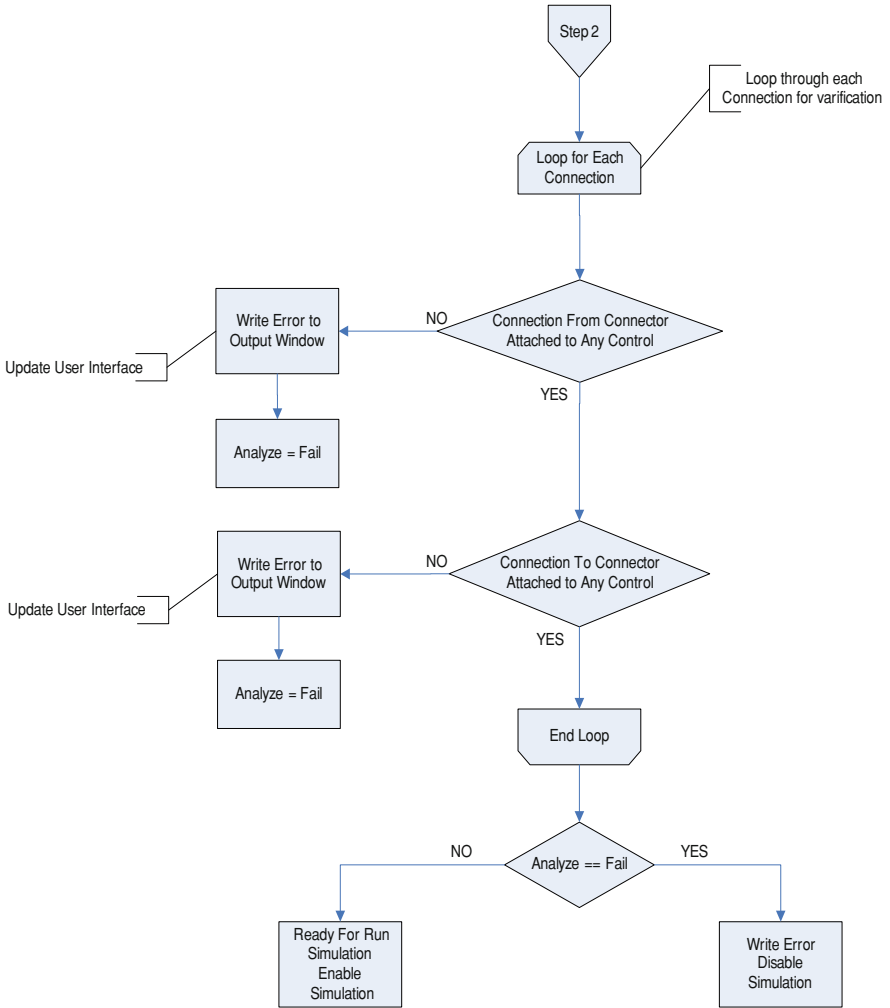 Step 2
Loop through each
Connection for varification
Loop for Each
Connection
Connection From Connector
Attached to Any Control
NO
Write Error to
Output Window
Update User Interface
YES
Analyze = Fail
Connection To Connector
Attached to Any Control
NO
Write Error to
Output Window
Update User Interface
YES
Analyze = Fail
End Loop
Analyze == Fail
NO
YES
Ready For Run
Simulation
Enable
Simulation
Write Error
Disable
Simulation